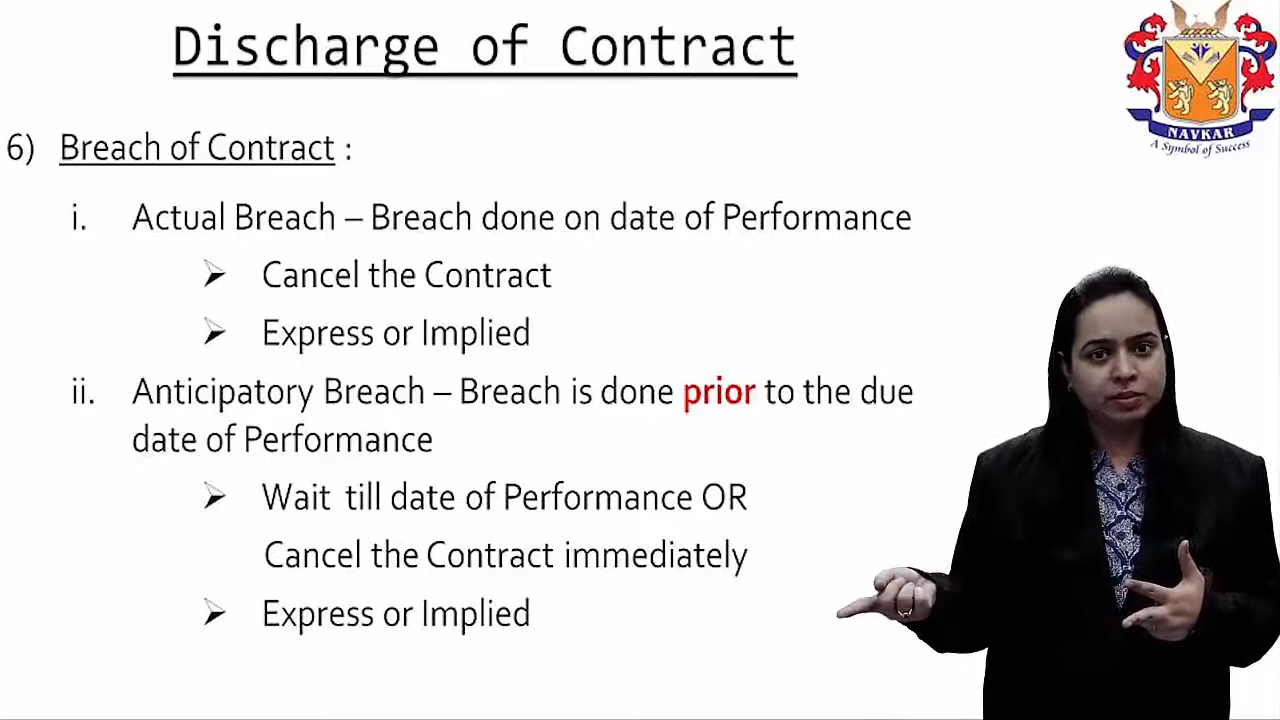 Discharge of Contract
NAVKAR
A Symbol of Success
6) Breach of Contract :
i. Actual Breach – Breach done on date of Performance
➢ Cancel the Contract
➢ Express or Implied
ii. Anticipatory Breach – Breach is done prior to the due
date of Performance
➢ Wait till date of Performance OR
Cancel the Contract immediately
➢ Express or Implied